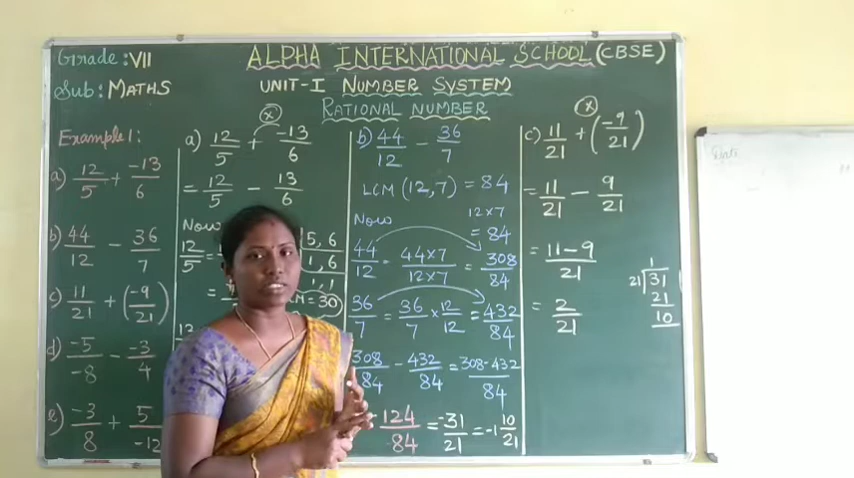 Grade : VII
ALPHA INTERNATIONAL SCHOOL (CBSE)
Sub: MATHS
UNIT-I NUMBER SYSTEM
RATIONAL NUMBER
Example 1:
a) 12/5 + -13/6
b) 44/12 - 36/7
c) 11/21 + (-9/21)
d) -5/-8 - -3/4
e) -3/8 + 5/-12
a) 12/5 + -13/6
(x)
= 12/5 - 13/6
Now
12/5 =
5, 6
1, 6
1, 1
= 30
b) 44/12 - 36/7
LCM (12,7) = 84
12×7
= 84
Now
44/12 = 44×7/12×7 = 308/84
36/7 = 36/7 × 12/12 = 432/84
308/84 - 432/84 = 308-432/84
-124/84 = -31/21 = -1 10/21
c) 11/21 + (-9/21)
(x)
= 11/21 - 9/21
= 11-9/21
= 2/21
1
21) 31
21
10